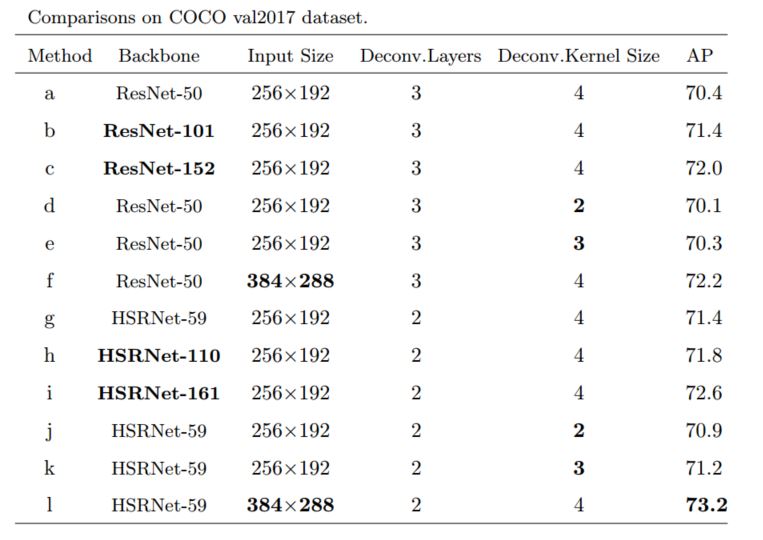 Comparisons on COCO val2017 dataset.
Method Backbone Input Size Deconv.Layers Deconv.Kernel Size AP
a ResNet-50 256×192 3 4 70.4
b ResNet-101 256×192 3 4 71.4
c ResNet-152 256×192 3 4 72.0
d ResNet-50 256×192 3 2 70.1
e ResNet-50 256×192 3 3 70.3
f ResNet-50 384×288 3 4 72.2
g HSRNet-59 256×192 2 4 71.4
h HSRNet-110 256×192 2 4 71.8
i HSRNet-161 256×192 2 4 72.6
j HSRNet-59 256×192 2 2 70.9
k HSRNet-59 256×192 2 3 71.2
l HSRNet-59 384×288 2 4 73.2